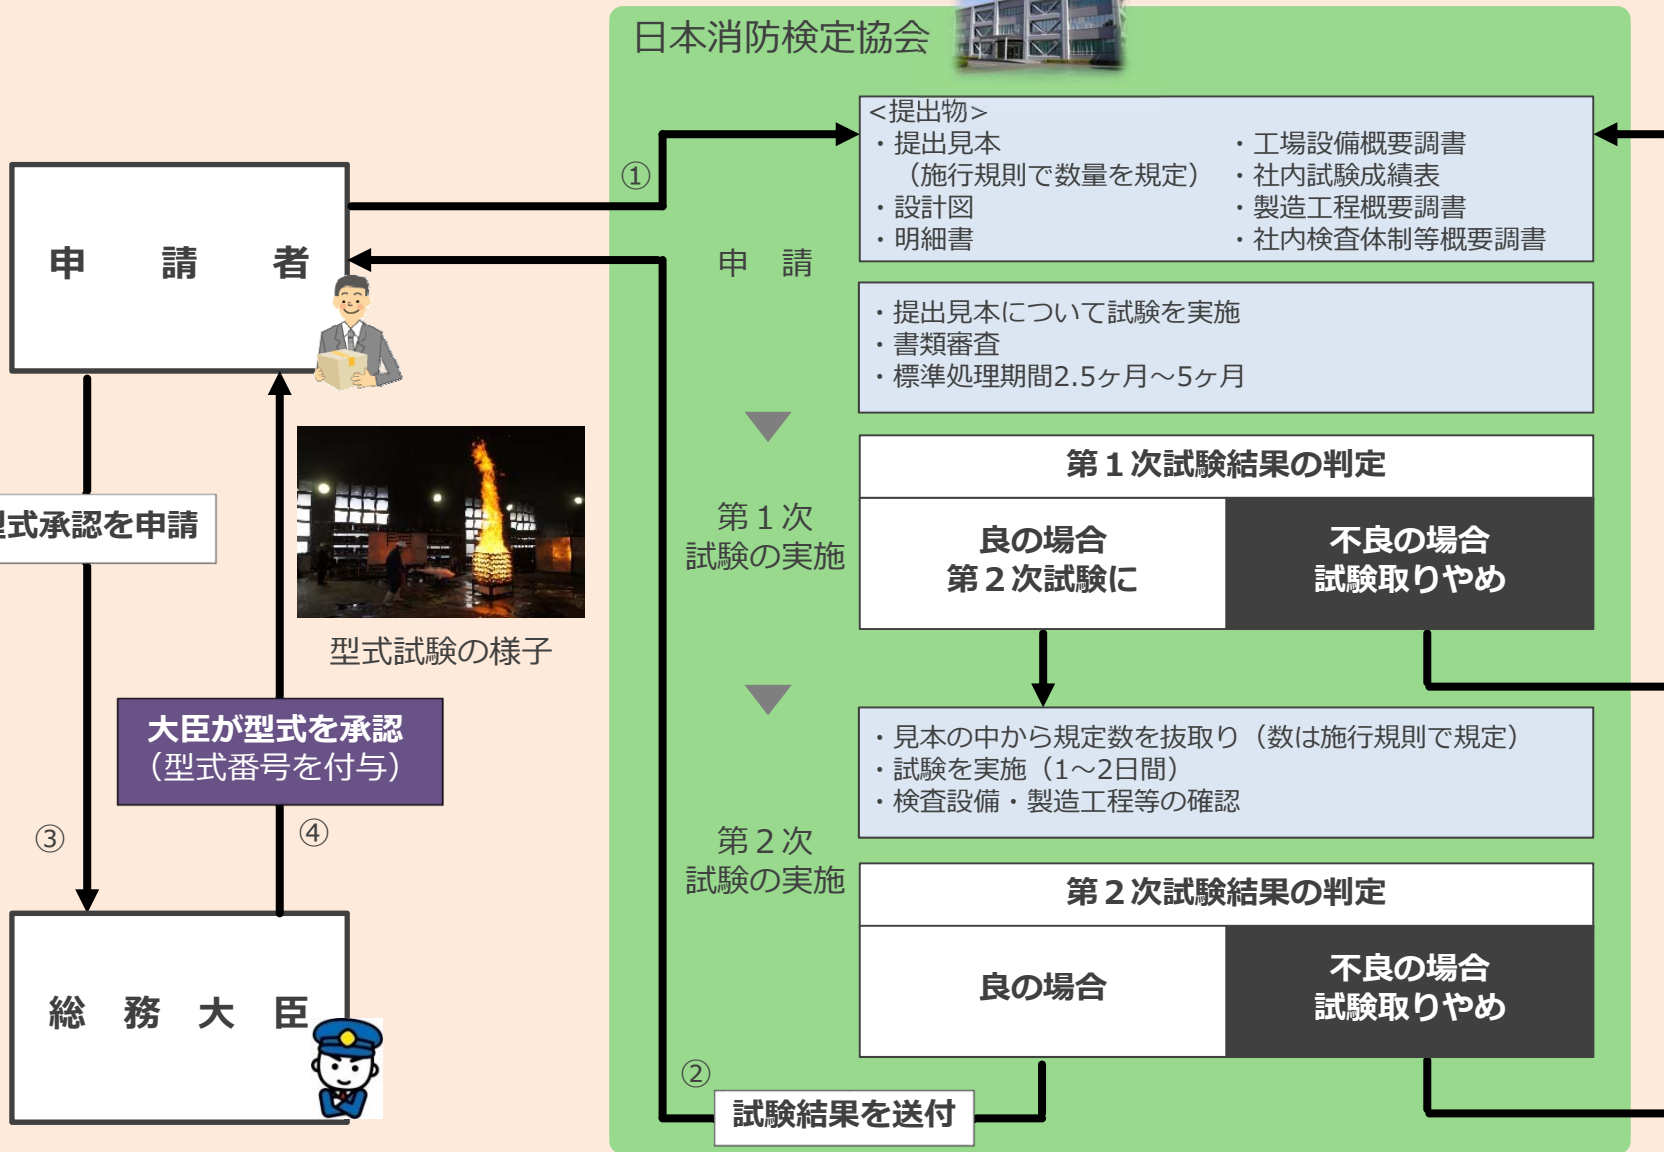 日本消防検定協会
①
<提出物>
・提出見本
（施行規則で数量を規定）
・設計図
・明細書
・工場設備概要調書
・社内試験成績表
・製造工程概要調書
・社内検査体制等概要調書
申請者
申請
・提出見本について試験を実施
・書類審査
・標準処理期間2.5ヶ月～5ヶ月
第１次
試験の実施
第１次試験結果の判定
良の場合
第２次試験に
不良の場合
試験取りやめ
型式承認を申請
型式試験の様子
大臣が型式を承認
（型式番号を付与）
③
④
・見本の中から規定数を抜取り（数は施行規則で規定）
・試験を実施（1～2日間）
・検査設備・製造工程等の確認
第２次
試験の実施
第２次試験結果の判定
良の場合
不良の場合
試験取りやめ
総務大臣
②
試験結果を送付